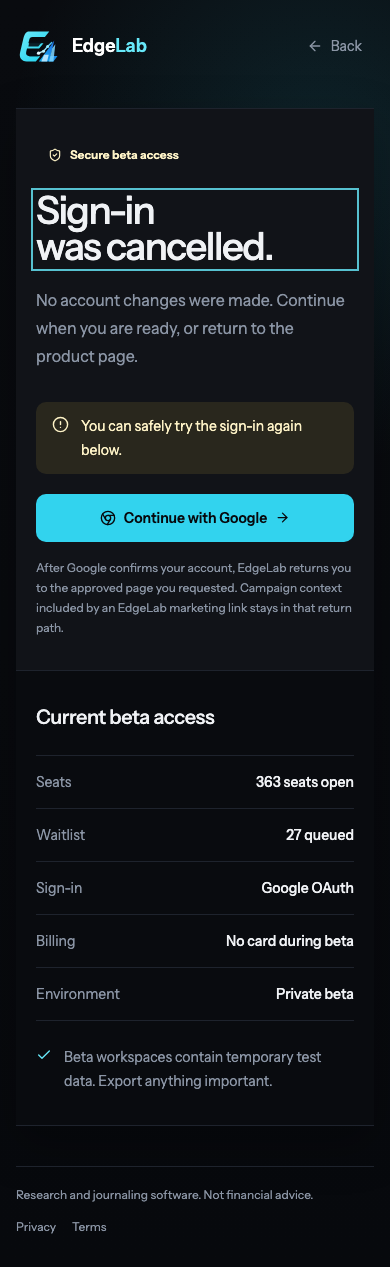 EdgeLab
Back
Secure beta access
Sign-in
was cancelled.
No account changes were made. Continue
when you are ready, or return to the
product page.
You can safely try the sign-in again
below.
Continue with Google
After Google confirms your account, EdgeLab returns you
to the approved page you requested. Campaign context
included by an EdgeLab marketing link stays in that return
path.
Current beta access
Seats 363 seats open
Waitlist 27 queued
Sign-in Google OAuth
Billing No card during beta
Environment Private beta
Beta workspaces contain temporary test
data. Export anything important.
Research and journaling software. Not financial advice.
Privacy Terms